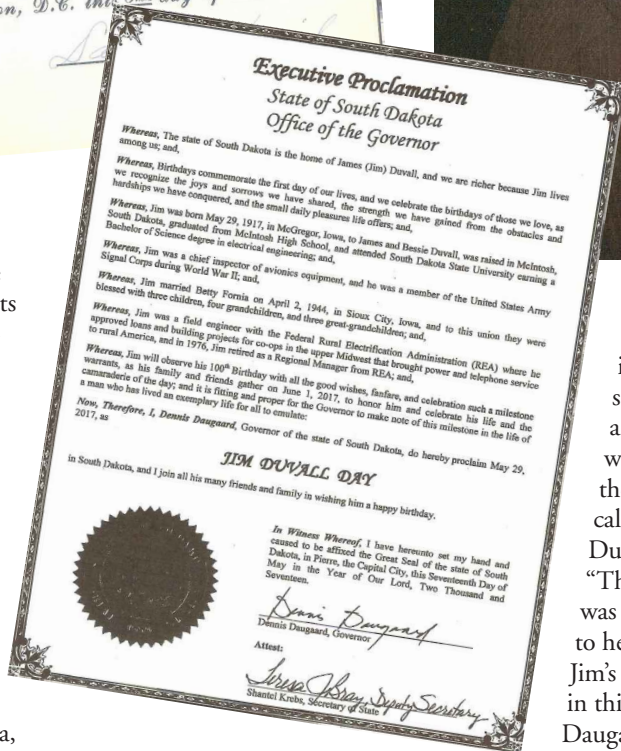 on, D.C. this
Executive Proclamation
State of South Dakota
Office of the Governor
Whereas, The state of South Dakota is the home of James (Jim) Duvall, and we are richer because Jim lives
among us; and,
Whereas, Birthdays commemorate the first day of our lives, and we celebrate the birthdays of those we love, as
we recognize the joys and sorrows we have shared, the strength we have gained from the obstacles and
hardships we have conquered, and the small daily pleasures life offers; and,
Whereas, Jim was born May 29, 1917, in McGregor, Iowa, to James and Bessie Duvall, was raised in McIntosh,
South Dakota, graduated from McIntosh High School, and attended South Dakota State University earning a
Bachelor of Science degree in electrical engineering; and,
Whereas, Jim was a chief inspector of avionics equipment, and he was a member of the United States Army
Signal Corps during World War II; and,
Whereas, Jim married Betty Fornia on April 2, 1944, in Sioux City, Iowa, and to this union they were
blessed with three children, four grandchildren, and three great-grandchildren; and,
Whereas, Jim was a field engineer with the Federal Rural Electrification Administration (REA) where he
approved loans and building projects for co-ops in the upper Midwest that brought power and telephone service
to rural America, and in 1976, Jim retired as a Regional Manager from REA; and,
Whereas, Jim will observe his 100th Birthday with all the good wishes, fanfare, and celebration such a milestone
warrants, as his family and friends gather on June 1, 2017, to honor him and celebrate his life and the
camaraderie of the day; and it is fitting and proper for the Governor to make note of this milestone in the life of
a man who has lived an exemplary life for all to emulate:
Now, Therefore, I, Dennis Daugaard, Governor of the state of South Dakota, do hereby proclaim May 29,
2017, as
JIM DUVALL DAY
in South Dakota, and I join all his many friends and family in wishing him a happy birthday.
In Witness Whereof, I have hereunto set my hand and
caused to be affixed the Great Seal of the state of South
Dakota, in Pierre, the Capital City, this Seventeenth Day of
May in the Year of Our Lord, Two Thousand and
Seventeen.
Dennis Daugaard
Dennis Daugaard, Governor
Attest:
Teresa J Bray, Deputy Secretary
Shantel Krebs, Secretary of State
ts
a,
i
s
a
w
th
cal
Du
"Th
was
to he
Jim's
in thi
Dauga